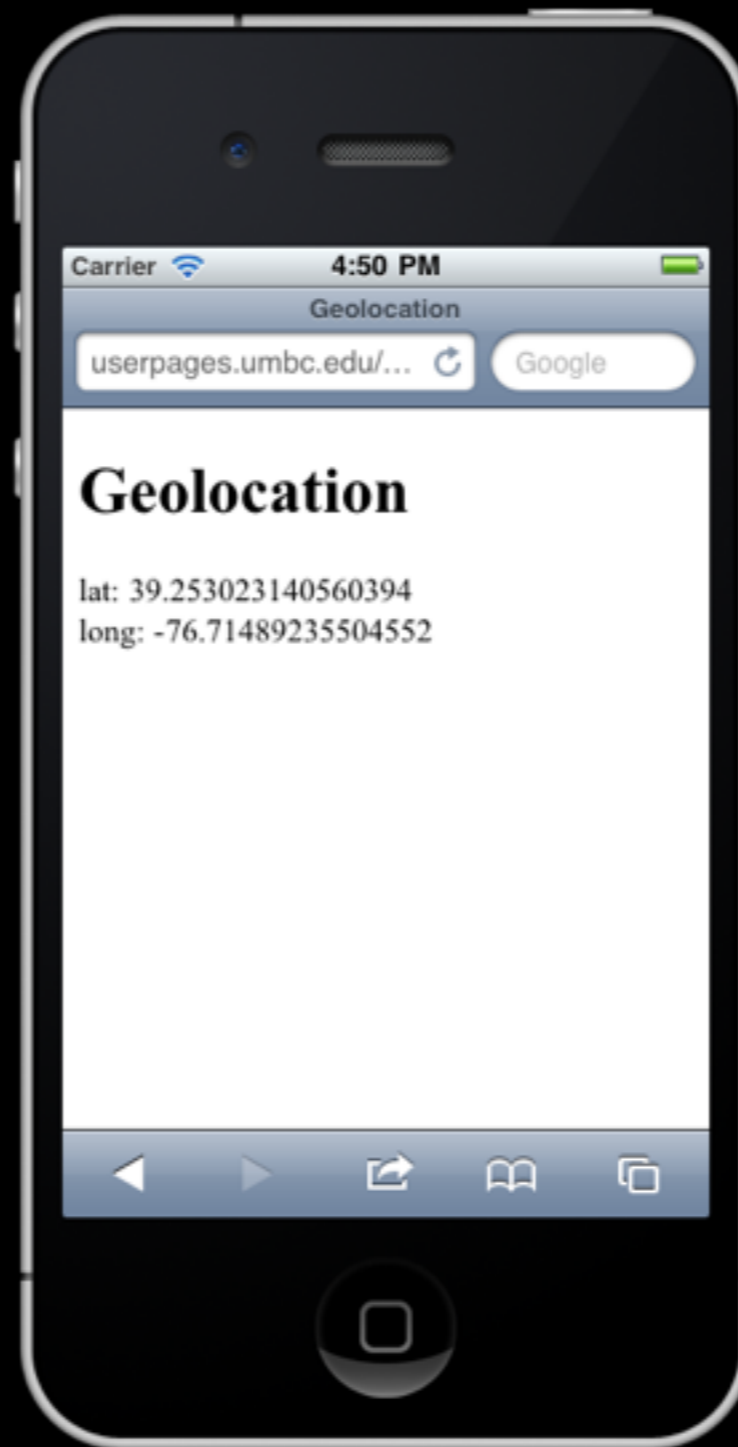 Carrier 4:50 PM
Geolocation
userpages.umbc.edu/... Google
Geolocation
lat: 39.253023140560394
long: -76.71489235504552